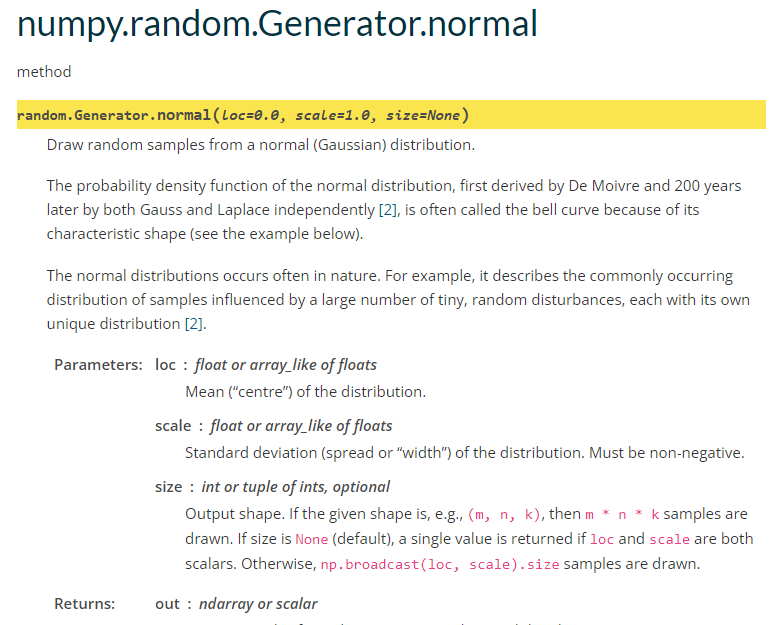 numpy.random.Generator.normal
method
random.Generator.normal(loc=0.0, scale=1.0, size=None)
Draw random samples from a normal (Gaussian) distribution.
The probability density function of the normal distribution, first derived by De Moivre and 200 years
later by both Gauss and Laplace independently [2], is often called the bell curve because of its
characteristic shape (see the example below).
The normal distributions occurs often in nature. For example, it describes the commonly occurring
distribution of samples influenced by a large number of tiny, random disturbances, each with its own
unique distribution [2].
Parameters: loc : float or array_like of floats
Mean (“centre”) of the distribution.
scale : float or array_like of floats
Standard deviation (spread or “width”) of the distribution. Must be non-negative.
size : int or tuple of ints, optional
Output shape. If the given shape is, e.g., (m, n, k), then m * n * k samples are
drawn. If size is None (default), a single value is returned if loc and scale are both
scalars. Otherwise, np.broadcast(loc, scale).size samples are drawn.
Returns: out : ndarray or scalar